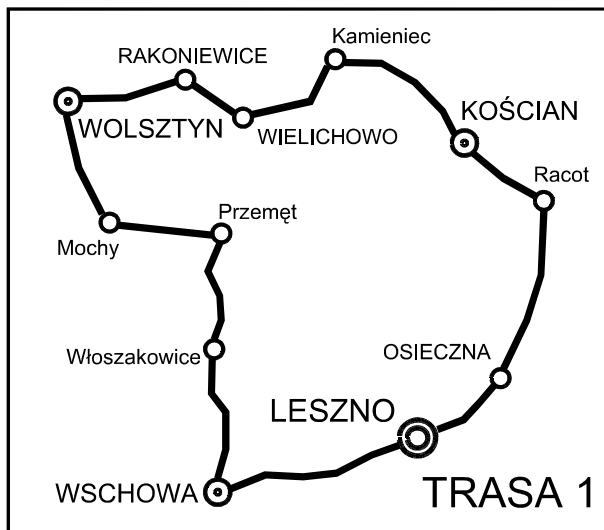 Kamieniec
RAKONIEWICE
KOŚCIAN
WOLSZTYN
WIELICHOWO
Racot
Przemęt
Mochy
Włoszakowice
OSIECZNA
LESZNO
WSCHOWA
TRASA 1